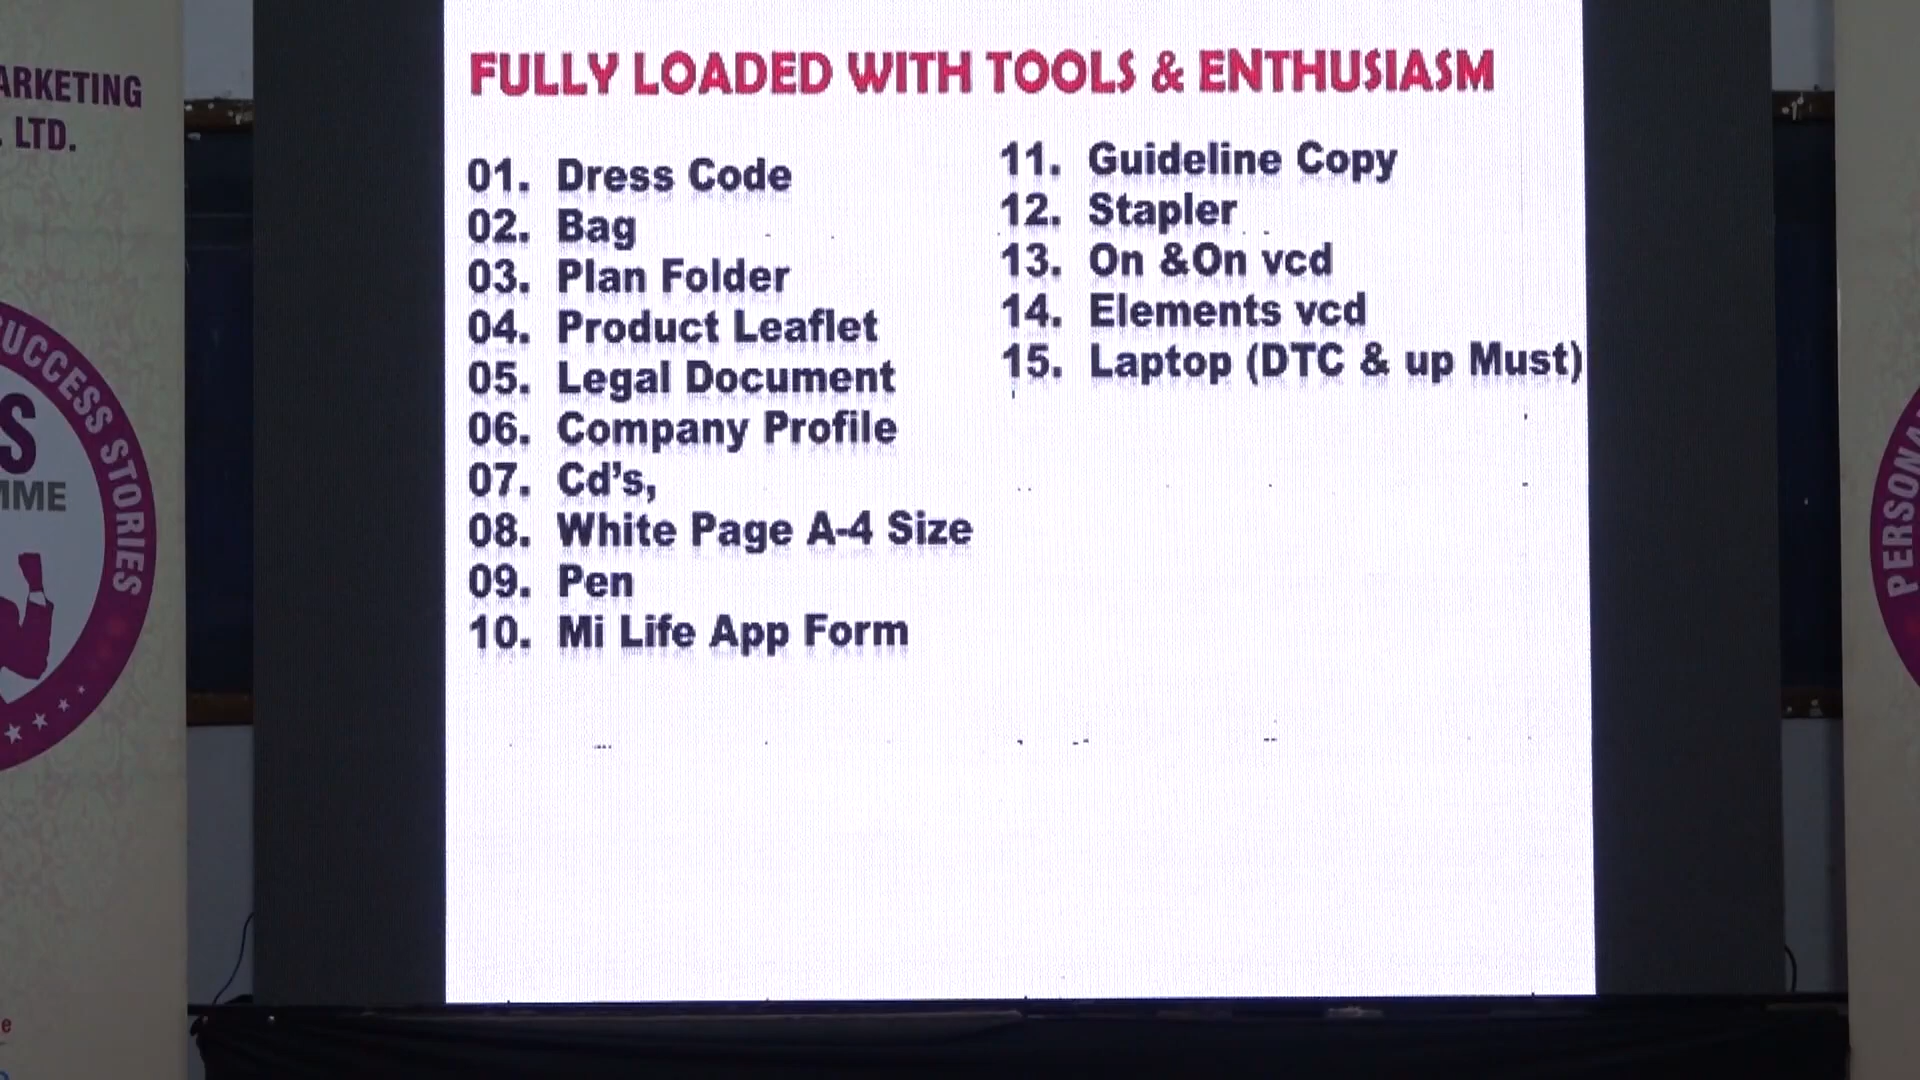 FULLY LOADED WITH TOOLS & ENTHUSIASM
01. Dress Code
02. Bag
03. Plan Folder
04. Product Leaflet
05. Legal Document
06. Company Profile
07. Cd's,
08. White Page A-4 Size
09. Pen
10. Mi Life App Form
11. Guideline Copy
12. Stapler
13. On &On vcd
14. Elements vcd
15. Laptop (DTC & up Must)
ARKETING
. LTD.
UCCESS STORIES
S
MME
e
PERSONA